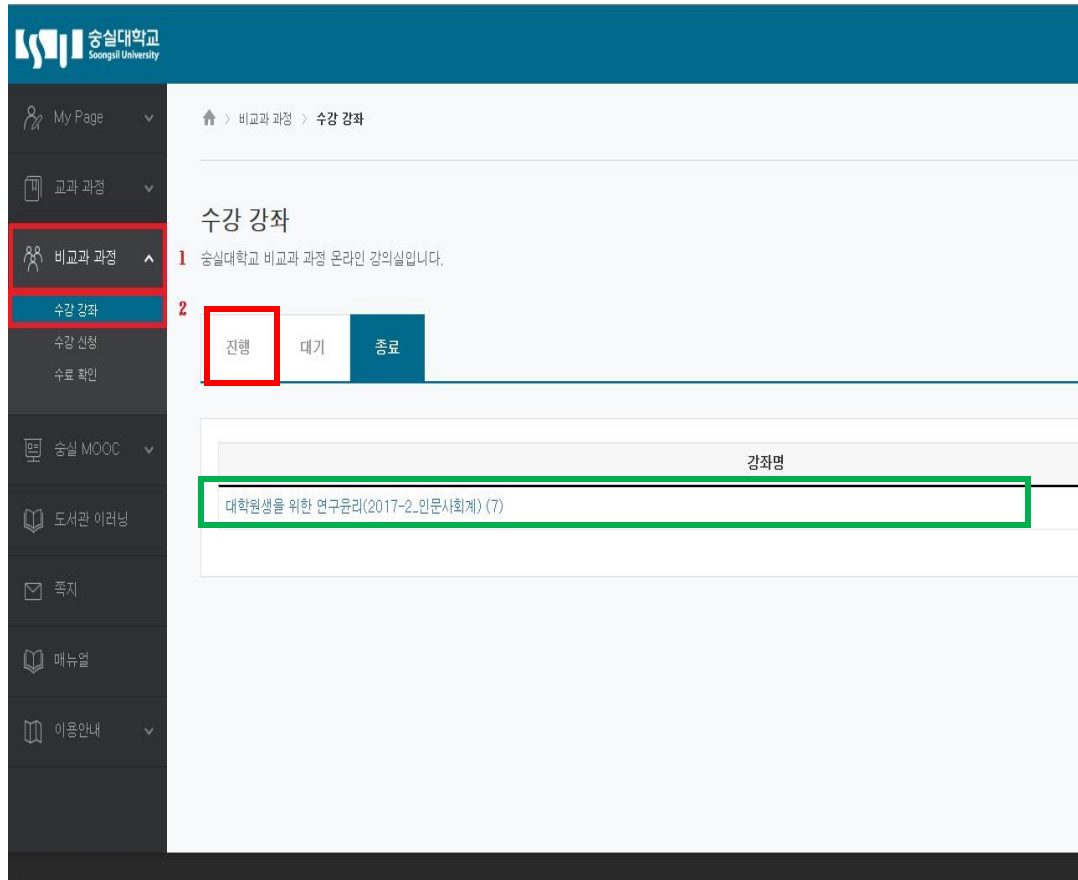 숭실대학교
Soongsil University
My Page
교과 과정
비교과 과정
1
수강 강좌
2
수강 신청
수료 확인
숭실 MOOC
도서관 이러닝
쪽지
매뉴얼
이용안내
> 비교과 과정 > 수강 강좌
수강 강좌
숭실대학교 비교과 과정 온라인 강의실입니다.
진행 대기 종료
강좌명
대학원생을 위한 연구윤리(2017-2_인문사회계) (7)